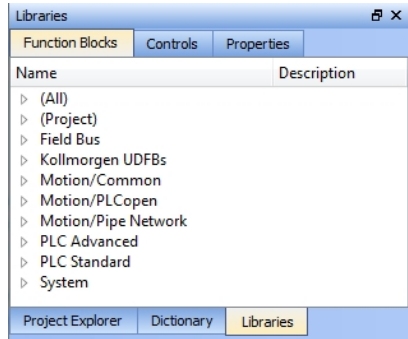 Libraries
Function Blocks Controls Properties
Name Description
(All)
(Project)
Field Bus
Kollmorgen UDFBs
Motion/Common
Motion/PLCopen
Motion/Pipe Network
PLC Advanced
PLC Standard
System
Project Explorer Dictionary Libraries